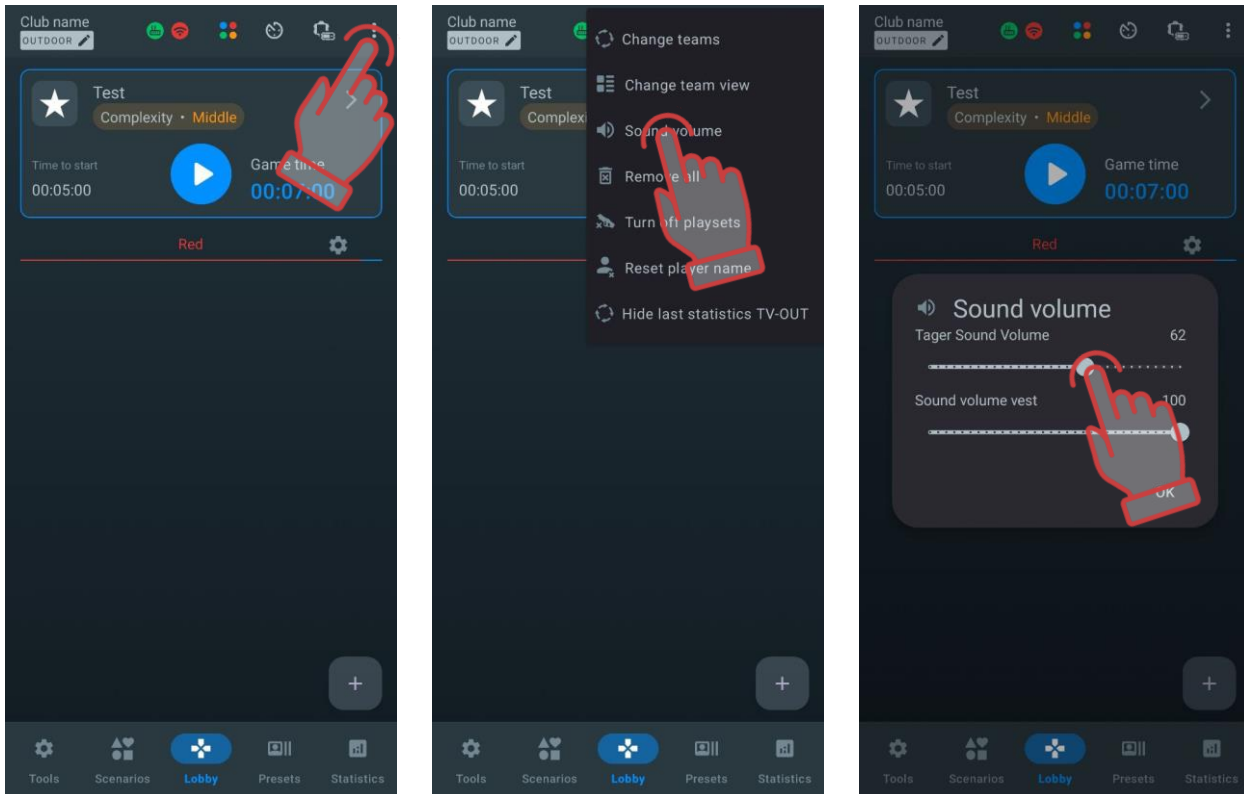 Club name
OUTDOOR
Test
Complexity • Middle
Time to start
00:05:00
Game time
00:07:00
Red
+
Tools
Scenarios
Lobby
Presets
Statistics
Club name
OUTDOOR
Change teams
Change team view
Sound volume
Remove all
Turn off playsets
Reset player name
Hide last statistics TV-OUT
Test
Time to start
00:05:00
+
Tools
Scenarios
Lobby
Presets
Statistics
Club name
OUTDOOR
Test
Complexity • Middle
Time to start
00:05:00
Game time
00:07:00
Red
Sound volume
Tager Sound Volume 62
Sound volume vest 100
OK
+
Tools
Scenarios
Lobby
Presets
Statistics